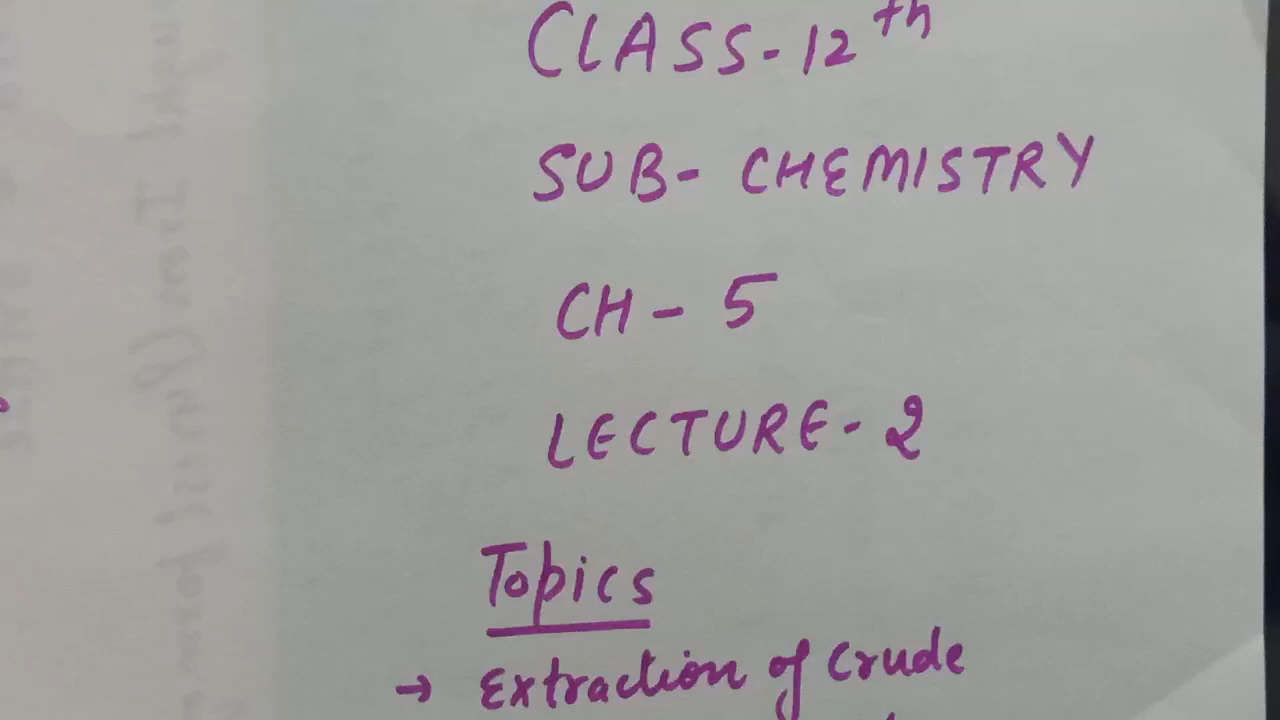 CLASS-12th
SUB- CHEMISTRY
CH - 5
LECTURE-2
Topics
→ Extraction of Crude